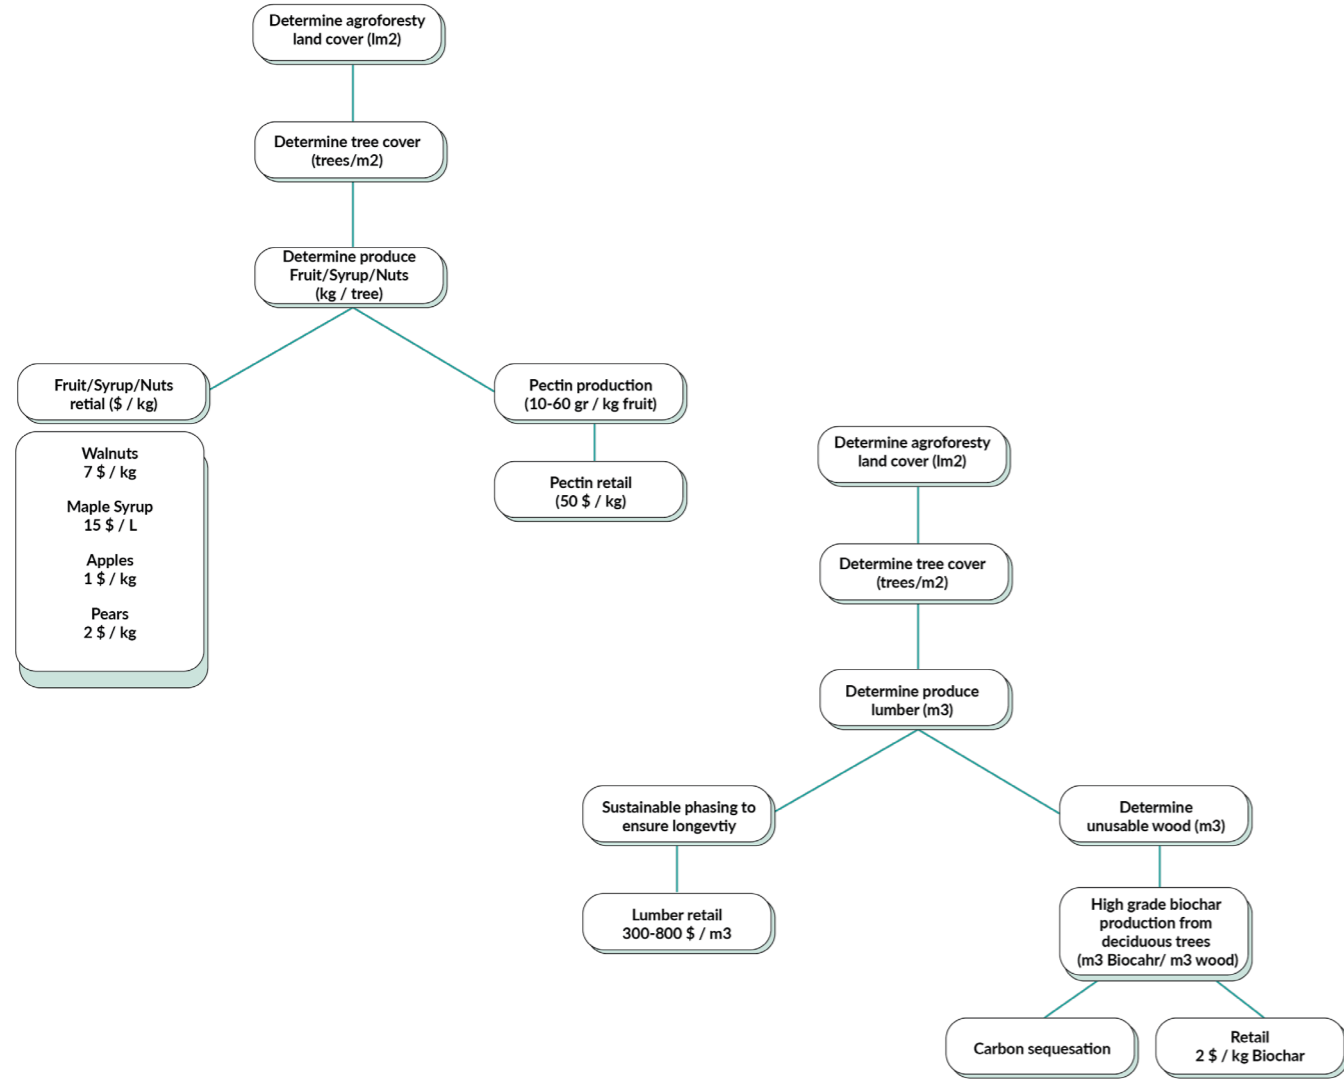 Determine agroforesty
land cover (lm2)
Determine tree cover
(trees/m2)
Determine produce
Fruit/Syrup/Nuts
(kg / tree)
Fruit/Syrup/Nuts
retial ($ / kg)
Walnuts
7 $ / kg
Maple Syrup
15 $ / L
Apples
1 $ / kg
Pears
2 $ / kg
Pectin production
(10-60 gr / kg fruit)
Pectin retail
(50 $ / kg)
Determine agroforesty
land cover (lm2)
Determine tree cover
(trees/m2)
Determine produce
lumber (m3)
Sustainable phasing to
ensure longevtiy
Lumber retail
300-800 $ / m3
Determine
unusable wood (m3)
High grade biochar
production from
deciduous trees
(m3 Biocahr/ m3 wood)
Carbon sequesation
Retail
2 $ / kg Biochar